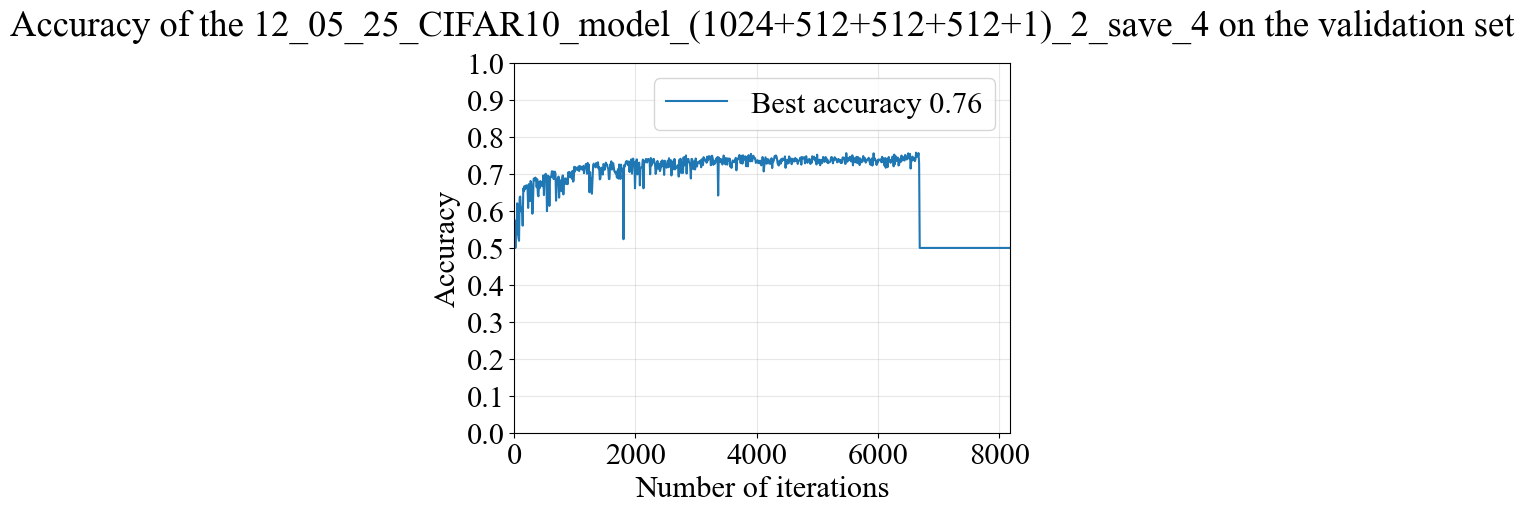 Accuracy of the 12_05_25_CIFAR10_model_(1024+512+512+512+1)_2_save_4 on the validation set
Best accuracy 0.76
Accuracy
1.0
0.9
0.8
0.7
0.6
0.5
0.4
0.3
0.2
0.1
0.0
0 2000 4000 6000 8000
Number of iterations